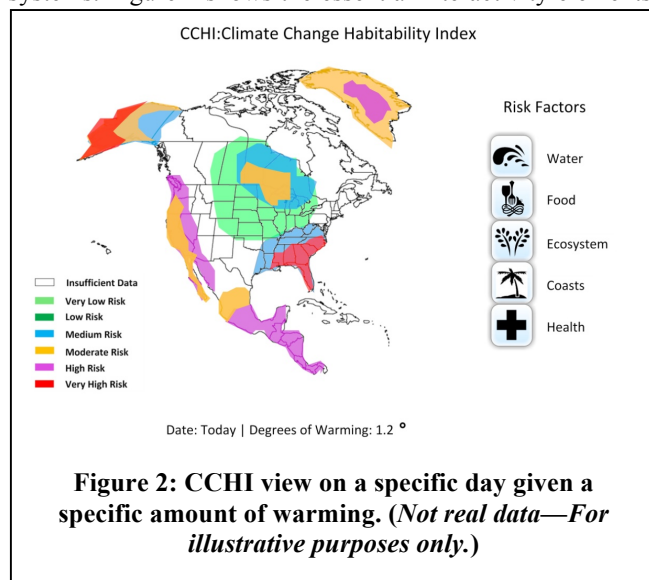 CCHI:Climate Change Habitability Index
Risk Factors
Water
Food
Ecosystem
Coasts
Health
Insufficient Data
Very Low Risk
Low Risk
Medium Risk
Moderate Risk
High Risk
Very High Risk
Date: Today | Degrees of Warming: 1.2 °
Figure 2: CCHI view on a specific day given a
specific amount of warming. (Not real data—For
illustrative purposes only.)